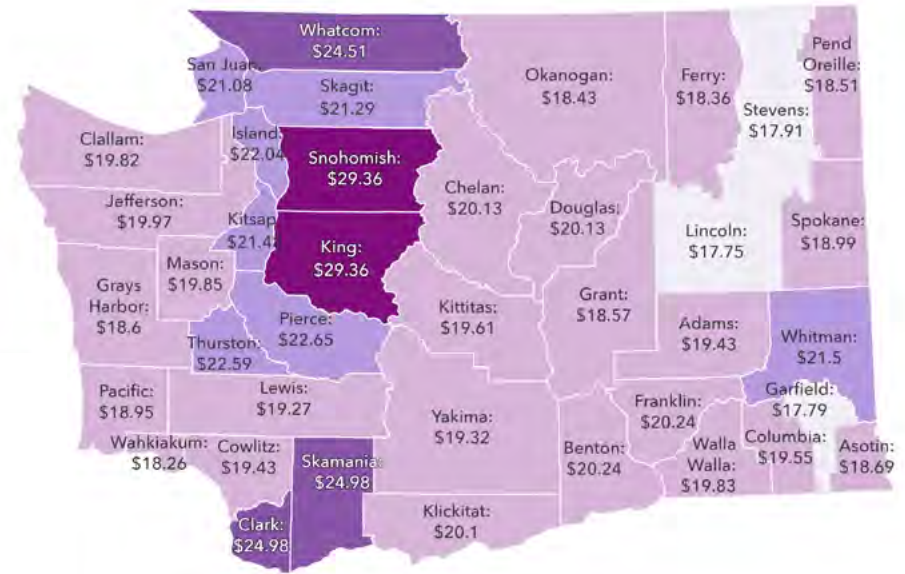 Whatcom:
$24.51
San Juan:
$21.08
Skagit:
$21.29
Okanogan:
$18.43
Ferry:
$18.36
Pend
Oreille:
$18.51
Stevens:
$17.91
Clallam:
$19.82
Island:
$22.04
Snohomish:
$29.36
Chelan:
$20.13
Douglas:
$20.13
Jefferson:
$19.97
Kitsap
$21.4
King:
$29.36
Lincoln:
$17.75
Spokane:
$18.99
Mason:
$19.85
Grays
Harbor:
$18.6
Kittitas:
$19.61
Grant:
$18.57
Pierce:
$22.65
Thurston:
$22.59
Adams:
$19.43
Whitman:
$21.5
Pacific:
$18.95
Lewis:
$19.27
Yakima:
$19.32
Franklin:
$20.24
Garfield:
$17.79
Wahkiakum:
$18.26
Cowlitz:
$19.43
Skamania:
$24.98
Benton:
$20.24
Walla
Walla:
$19.83
Columbia:
$19.55
Asotin:
$18.69
Clark:
$24.98
Klickitat:
$20.1